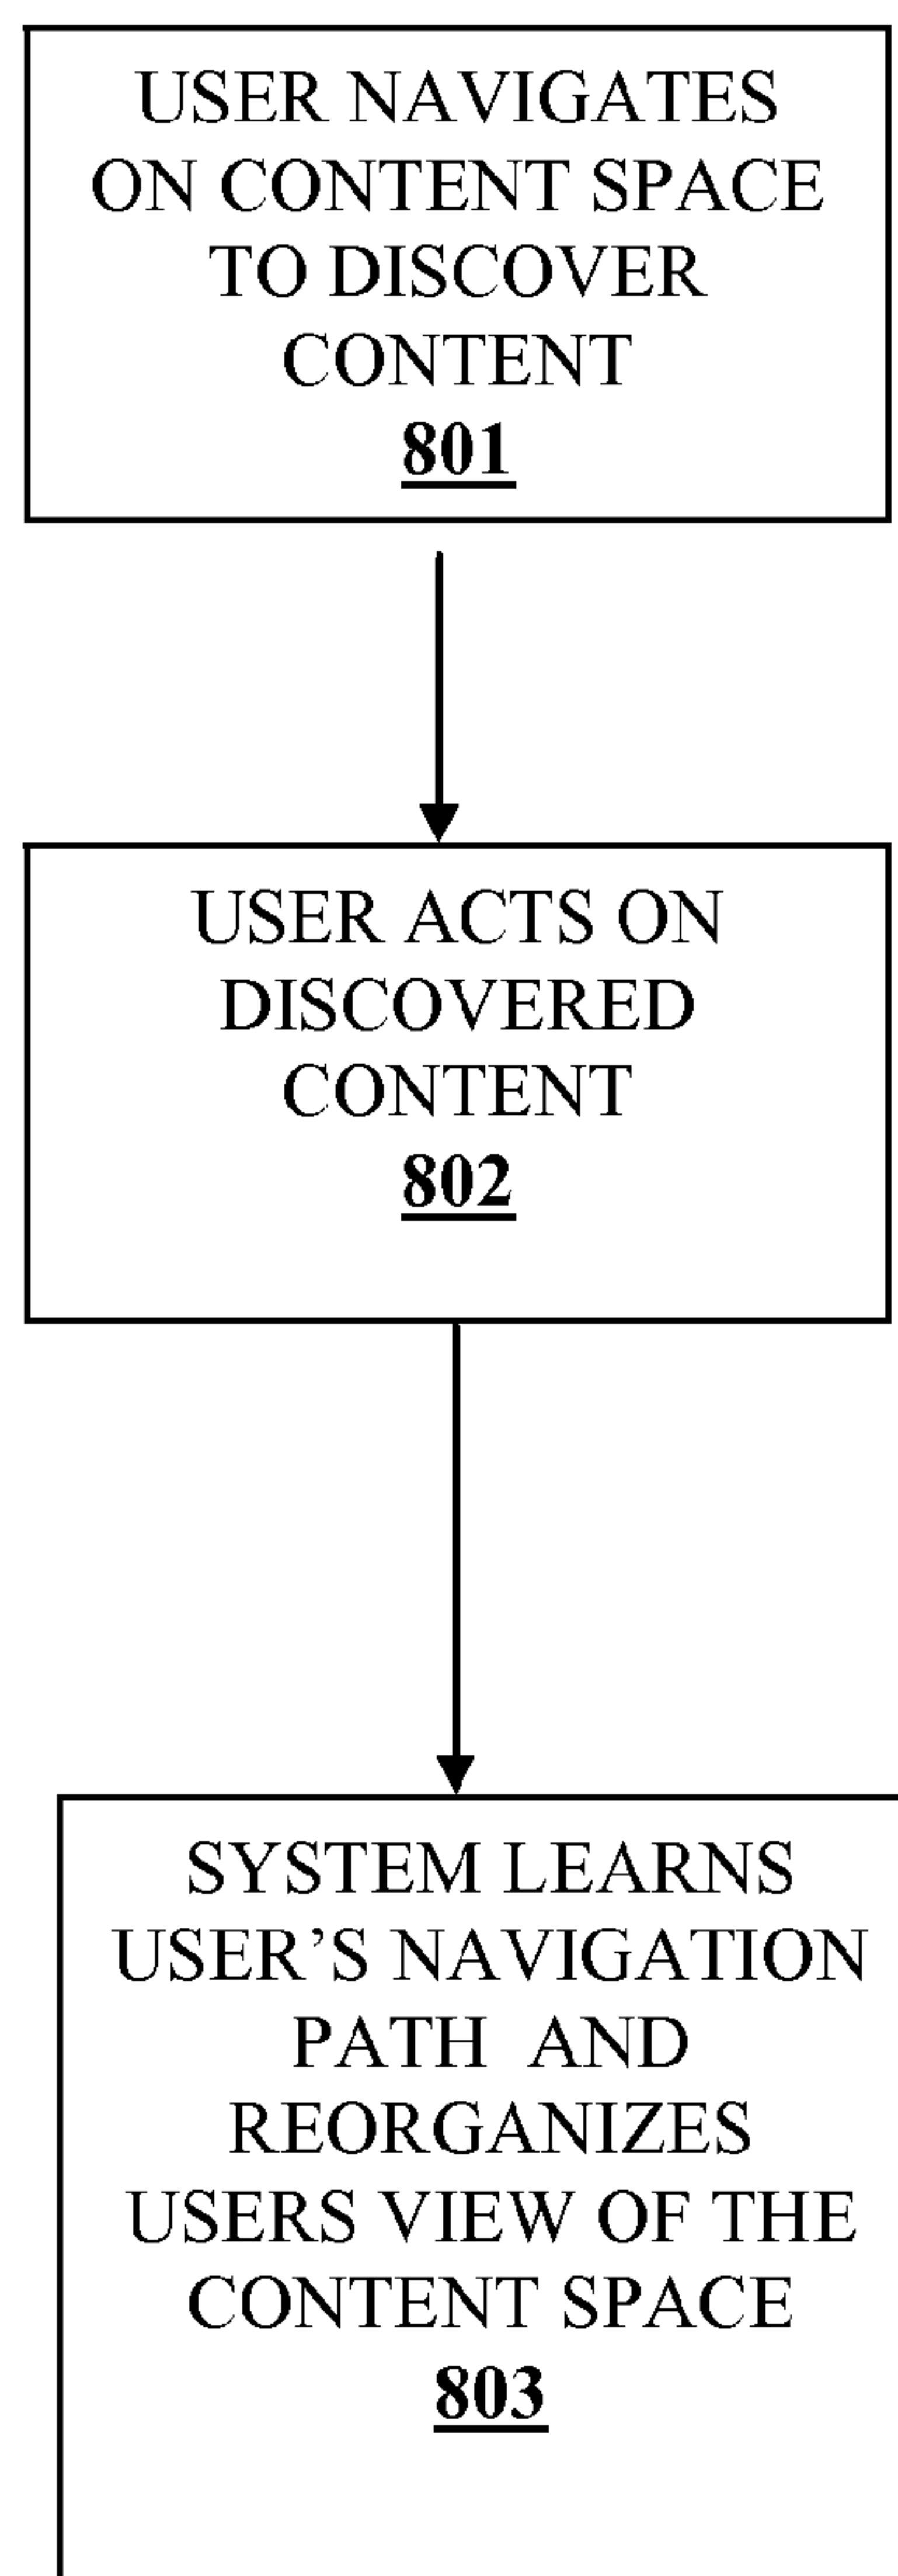 USER NAVIGATES
ON CONTENT SPACE
TO DISCOVER
CONTENT
801
USER ACTS ON
DISCOVERED
CONTENT
802
SYSTEM LEARNS
USER’S NAVIGATION
PATH AND
REORGANIZES
USERS VIEW OF THE
CONTENT SPACE
803